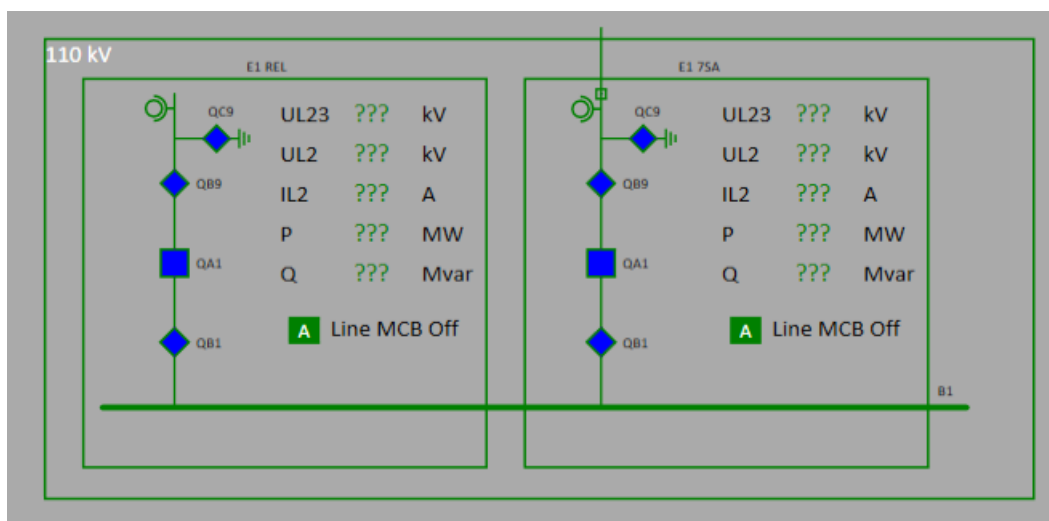 110 kV
E1 REL
QC9
UL23 ??? kV
UL2 ??? kV
QB9
IL2 ??? A
P ??? MW
QA1
Q ??? Mvar
A Line MCB Off
QB1
E1 7SA
QC9
UL23 ??? kV
UL2 ??? kV
QB9
IL2 ??? A
P ??? MW
QA1
Q ??? Mvar
A Line MCB Off
QB1
B1